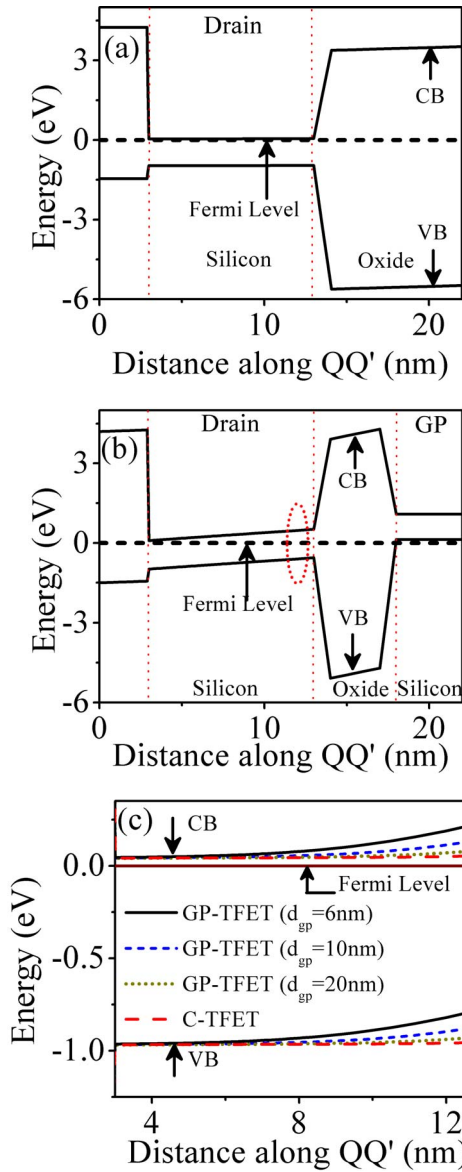 (a)
Drain
3
0
-3
-6
Energy (eV)
CB
Fermi Level
VB
Silicon
Oxide
0
10
20
Distance along QQ' (nm)
(b)
Drain
GP
3
0
-3
-6
Energy (eV)
CB
Fermi Level
VB
Silicon
Oxide
Silicon
0
10
20
Distance along QQ' (nm)
(c)
CB
0.0
-0.5
-1.0
Energy (eV)
Fermi Level
GP-TFET (d_gp=6nm)
GP-TFET (d_gp=10nm)
GP-TFET (d_gp=20nm)
C-TFET
VB
4
8
12
Distance along QQ' (nm)